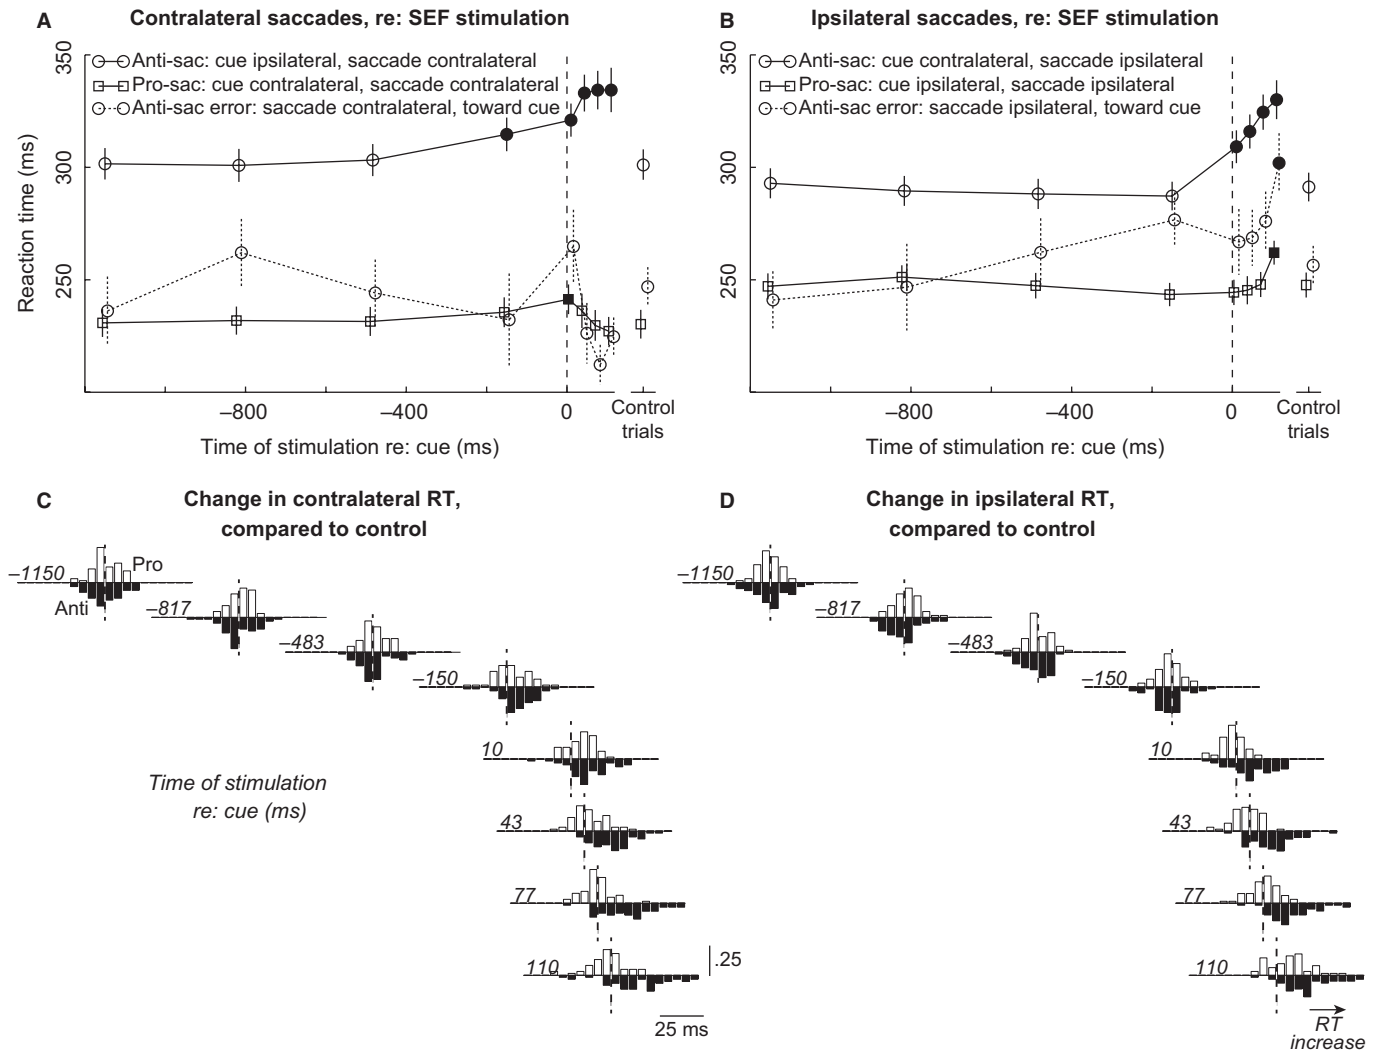 A
Contralateral saccades, re: SEF stimulation
350
300
250
Reaction time (ms)
Anti-sac: cue ipsilateral, saccade contralateral
Pro-sac: cue contralateral, saccade contralateral
Anti-sac error: saccade contralateral, toward cue
–800
–400
0
Control
trials
Time of stimulation re: cue (ms)
B
Ipsilateral saccades, re: SEF stimulation
350
300
250
Anti-sac: cue contralateral, saccade ipsilateral
Pro-sac: cue ipsilateral, saccade ipsilateral
Anti-sac error: saccade ipsilateral, toward cue
–800
–400
0
Control
trials
Time of stimulation re: cue (ms)
C
Change in contralateral RT,
compared to control
–1150
Pro
Anti
–817
–483
–150
10
43
77
110
Time of stimulation
re: cue (ms)
.25
25 ms
D
Change in ipsilateral RT,
compared to control
–1150
–817
–483
–150
10
43
77
110
RT
increase